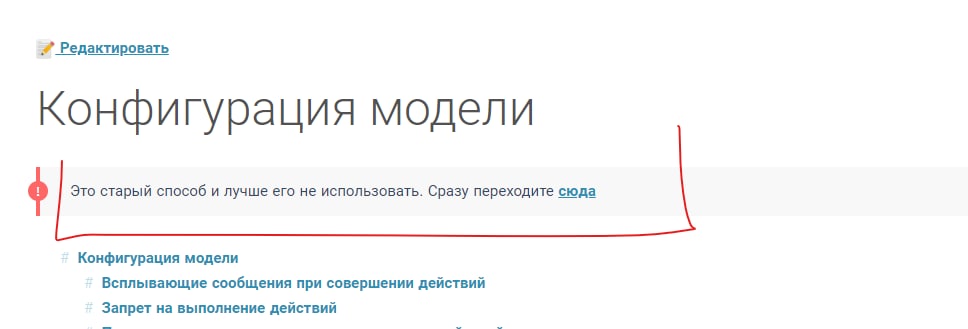 Редактировать
Конфигурация модели
Это старый способ и лучше его не использовать. Сразу переходите сюда
# Конфигурация модели
# Всплывающие сообщения при совершении действий
# Запрет на выполнение действий